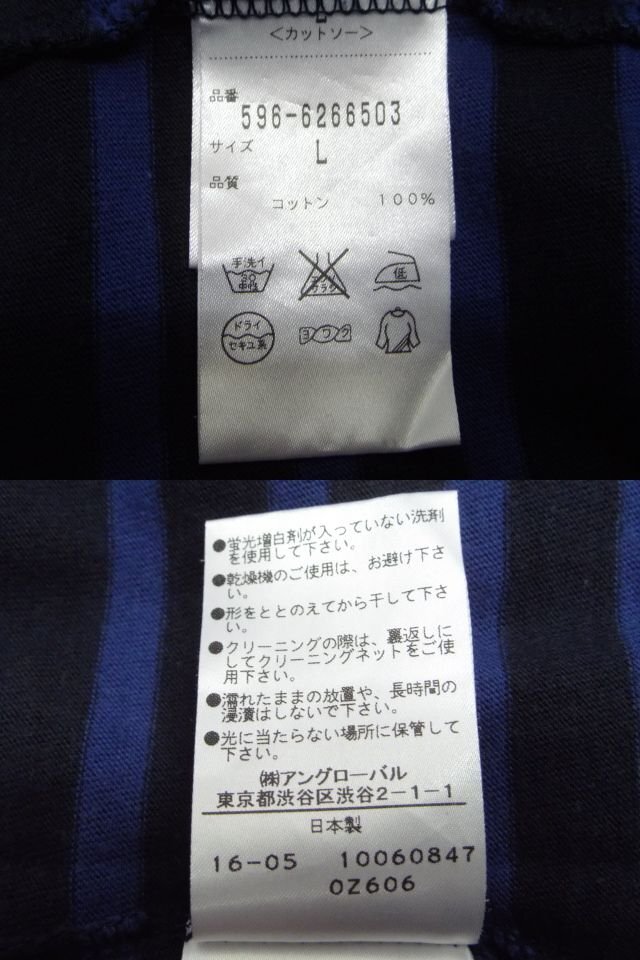 ＜カットソー＞
品番
596-6266503
サイズ L
品質
コットン 100%
手洗イ
30
中性
低
ドライ
セキユ系
ヨワク
●蛍光増白剤が入っていない洗剤
を使用して下さい。
●乾燥機のご使用は、お避け下さ
い。
●形をととのえてから干して下さ
い。
●クリーニングの際は、裏返しに
してクリーニングネットをご使
用下さい。
●濡れたままの放置や、長時間の
浸漬はしないで下さい。
●光に当たらない場所に保管して
下さい。
㈱アングローバル
東京都渋谷区渋谷2-1-1
日本製
16-05 10060847
0Z606